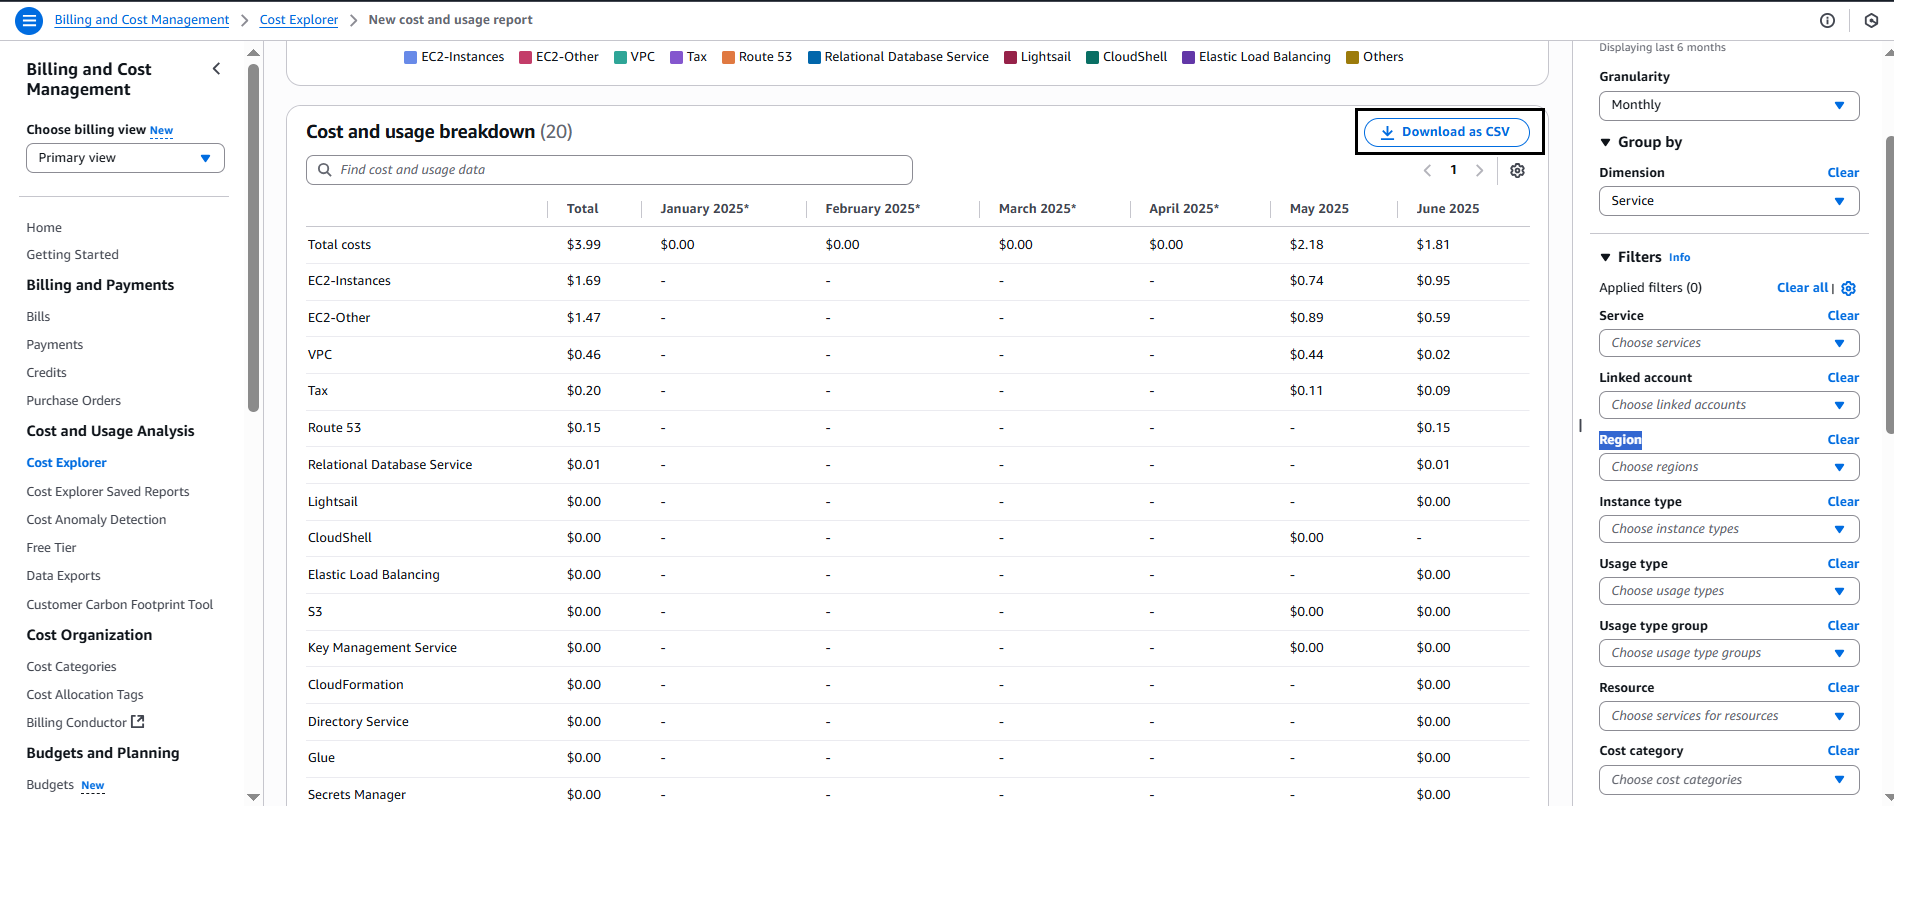 Billing and Cost Management > Cost Explorer > New cost and usage report
Billing and Cost Management
Choose billing view New
Primary view
Home
Getting Started
Billing and Payments
Bills
Payments
Credits
Purchase Orders
Cost and Usage Analysis
Cost Explorer
Cost Explorer Saved Reports
Cost Anomaly Detection
Free Tier
Data Exports
Customer Carbon Footprint Tool
Cost Organization
Cost Categories
Cost Allocation Tags
Billing Conductor
Budgets and Planning
Budgets New
EC2-Instances EC2-Other VPC Tax Route 53 Relational Database Service Lightsail CloudShell Elastic Load Balancing Others
Cost and usage breakdown (20)
Download as CSV
Find cost and usage data
1
Total January 2025* February 2025* March 2025* April 2025* May 2025 June 2025
Total costs $3.99 $0.00 $0.00 $0.00 $0.00 $2.18 $1.81
EC2-Instances $1.69 - - - - $0.74 $0.95
EC2-Other $1.47 - - - - $0.89 $0.59
VPC $0.46 - - - - $0.44 $0.02
Tax $0.20 - - - - $0.11 $0.09
Route 53 $0.15 - - - - - $0.15
Relational Database Service $0.01 - - - - - $0.01
Lightsail $0.00 - - - - - $0.00
CloudShell $0.00 - - - - $0.00 -
Elastic Load Balancing $0.00 - - - - - $0.00
S3 $0.00 - - - - $0.00 $0.00
Key Management Service $0.00 - - - - $0.00 $0.00
CloudFormation $0.00 - - - - - $0.00
Directory Service $0.00 - - - - - $0.00
Glue $0.00 - - - - - $0.00
Secrets Manager $0.00 - - - - - $0.00
Displaying last 6 months
Granularity
Monthly
Group by
Dimension Clear
Service
Filters Info
Applied filters (0) Clear all |
Service Clear
Choose services
Linked account Clear
Choose linked accounts
Region Clear
Choose regions
Instance type Clear
Choose instance types
Usage type Clear
Choose usage types
Usage type group Clear
Choose usage type groups
Resource Clear
Choose services for resources
Cost category Clear
Choose cost categories